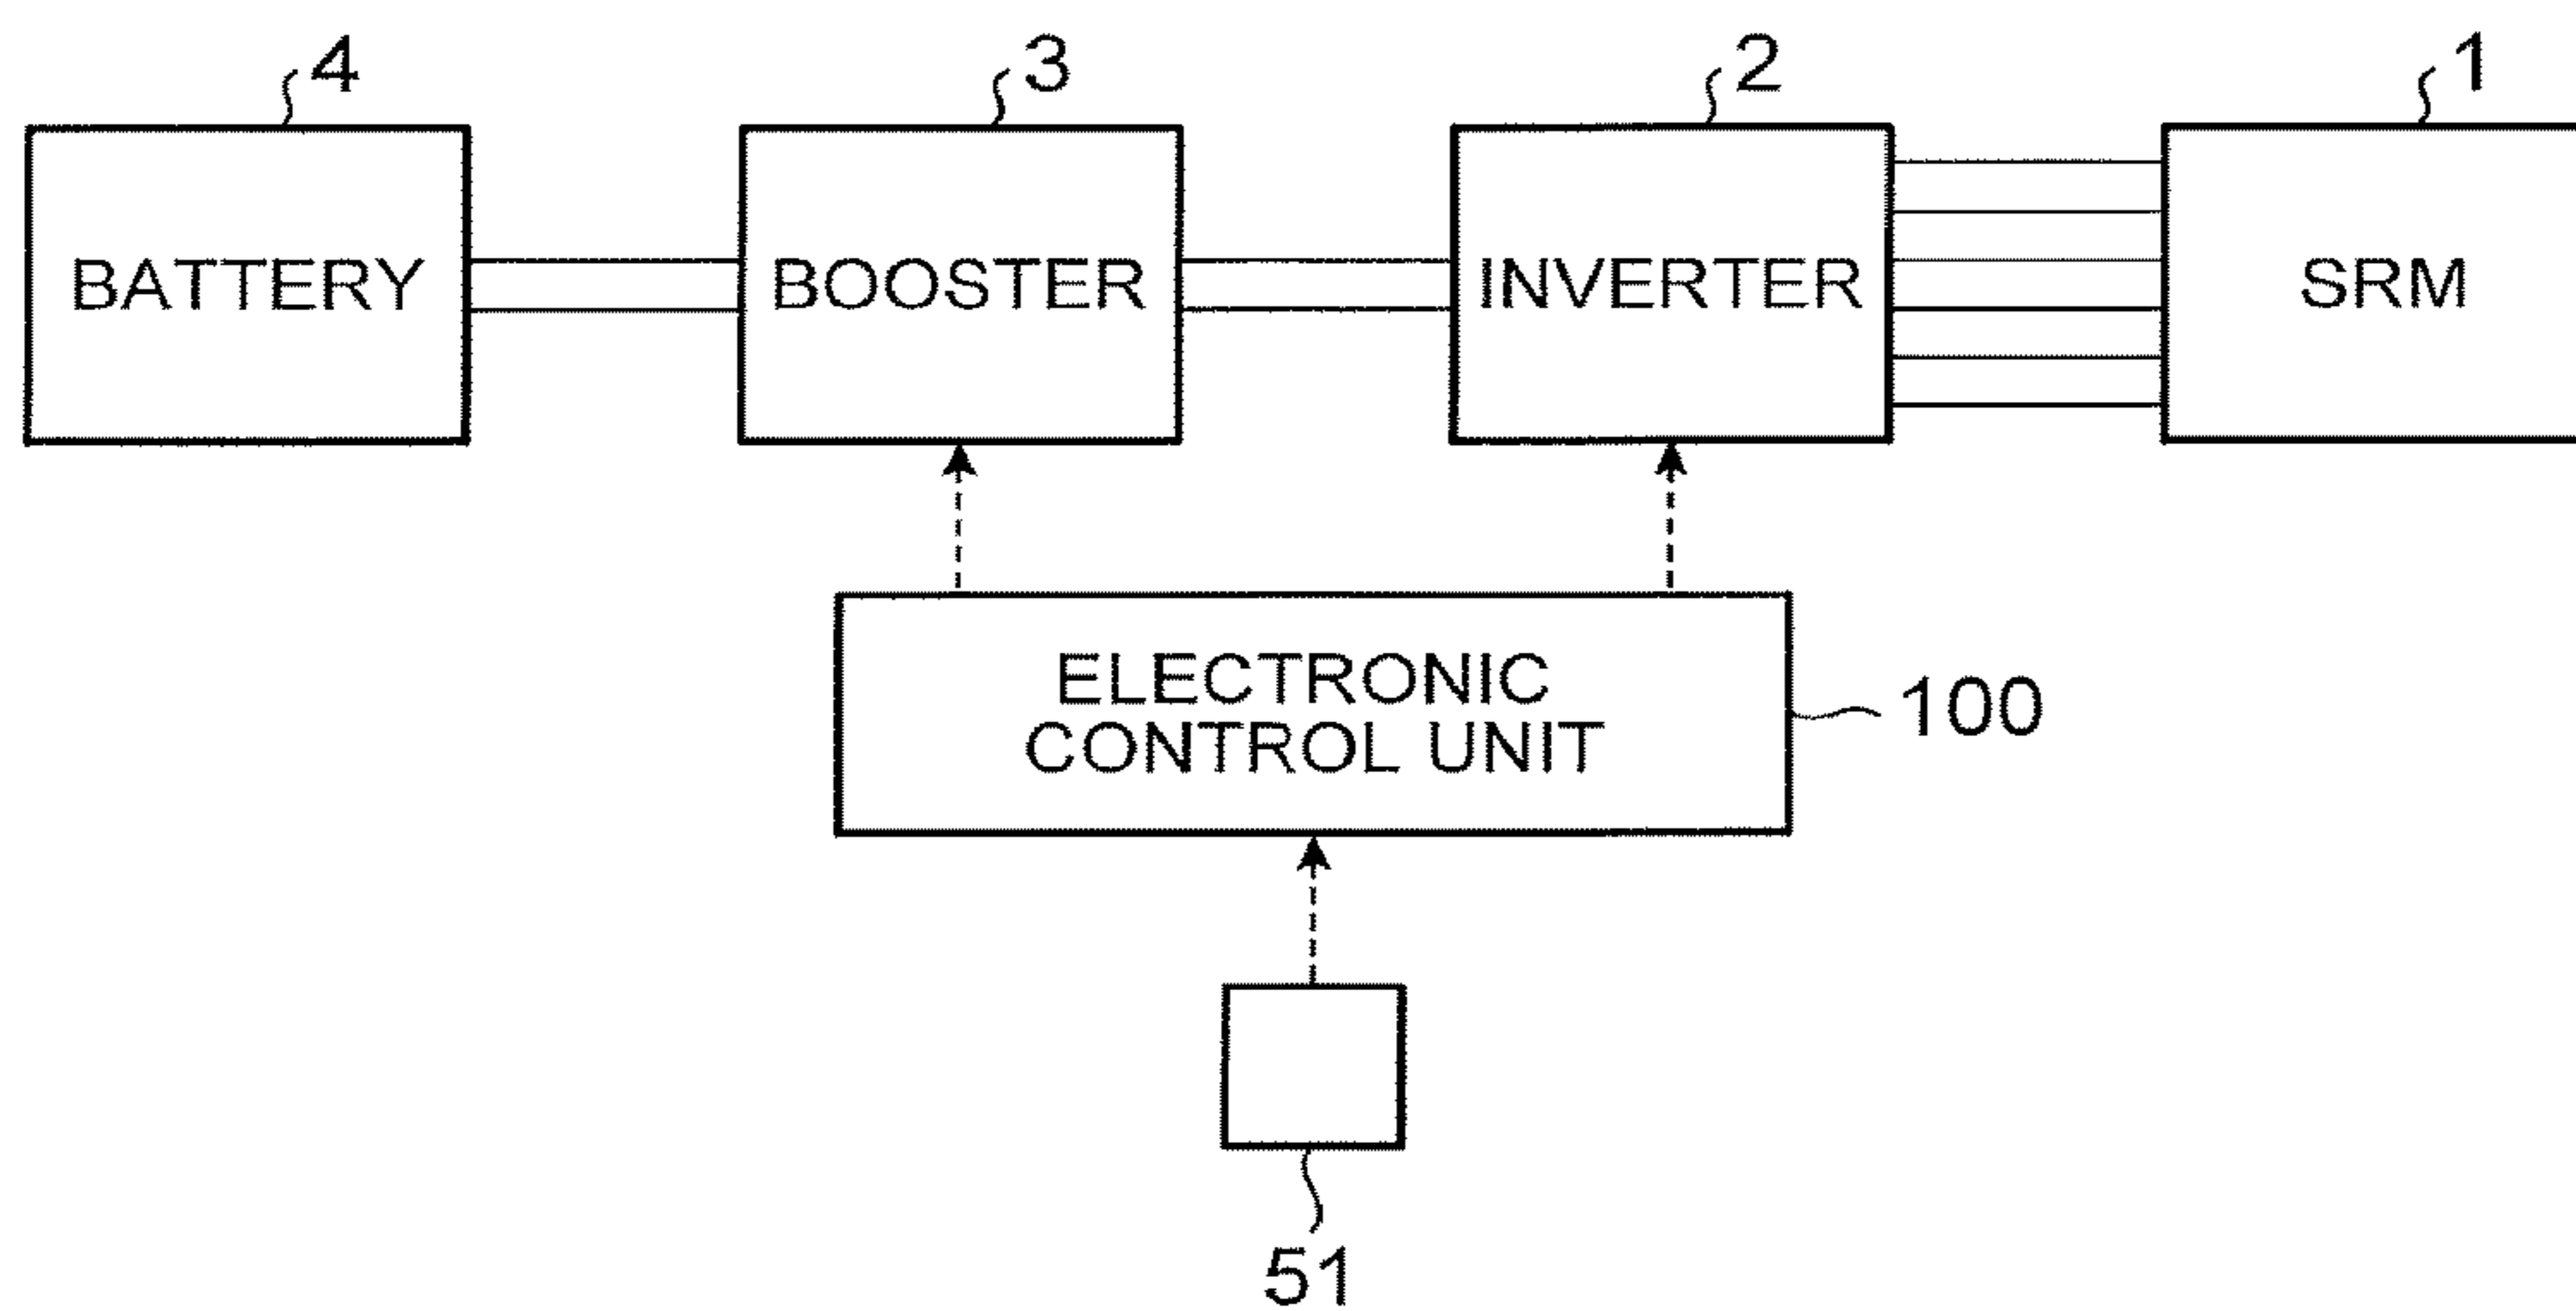 4
3
2
1
BATTERY
BOOSTER
INVERTER
SRM
ELECTRONIC
CONTROL UNIT
100
51